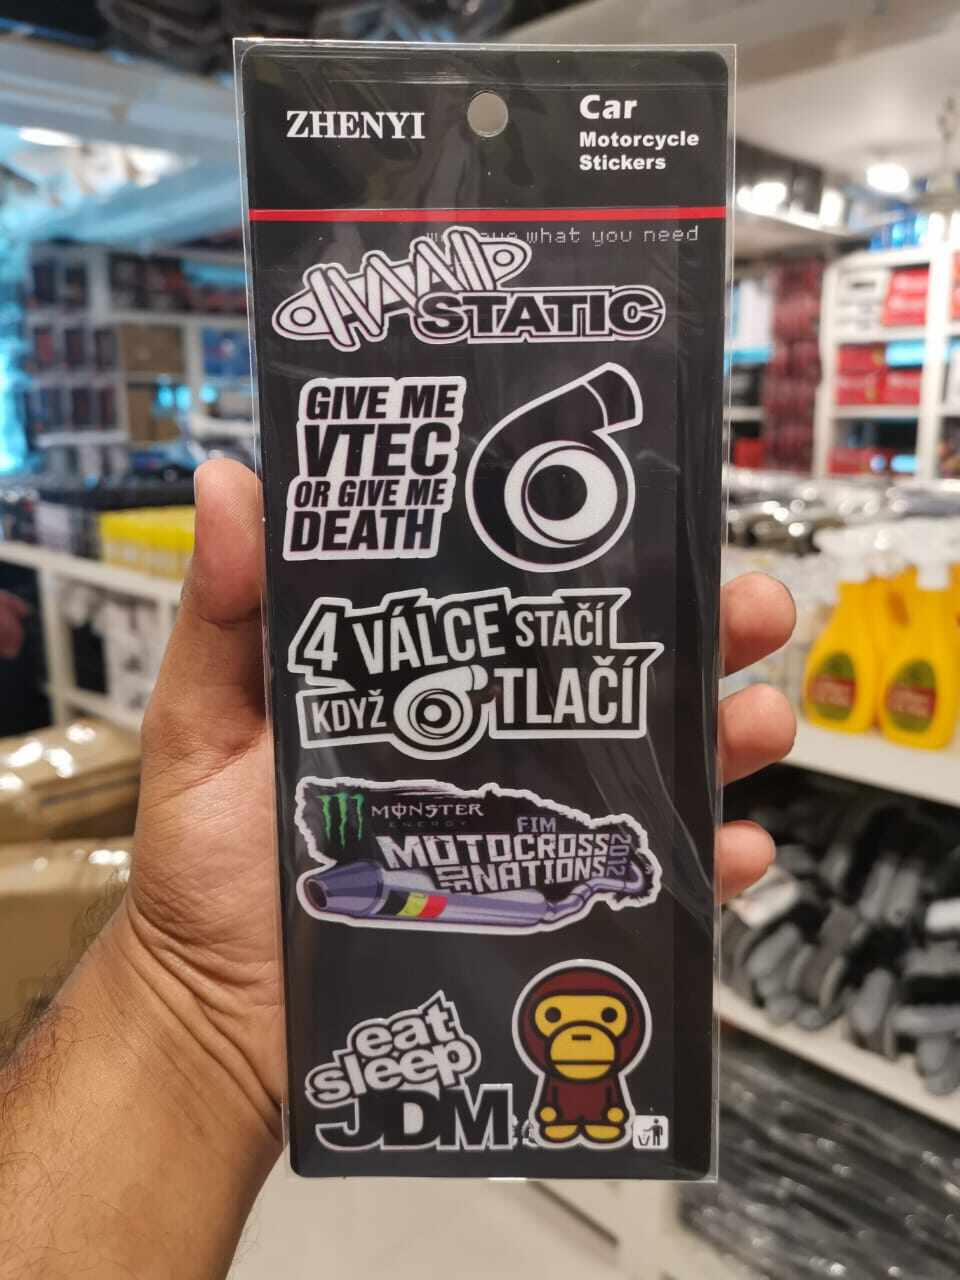 ZHENYI
Car
Motorcycle
Stickers
what you need
STATIC
GIVE ME
VTEC
OR GIVE ME
DEATH
4 VÁLCE STAČÍ
KDYŽ TLAČÍ
MONSTER
ENERGY
FIM
MOTOCROSS
OF NATIONS
2012
eat
sleep
JDM